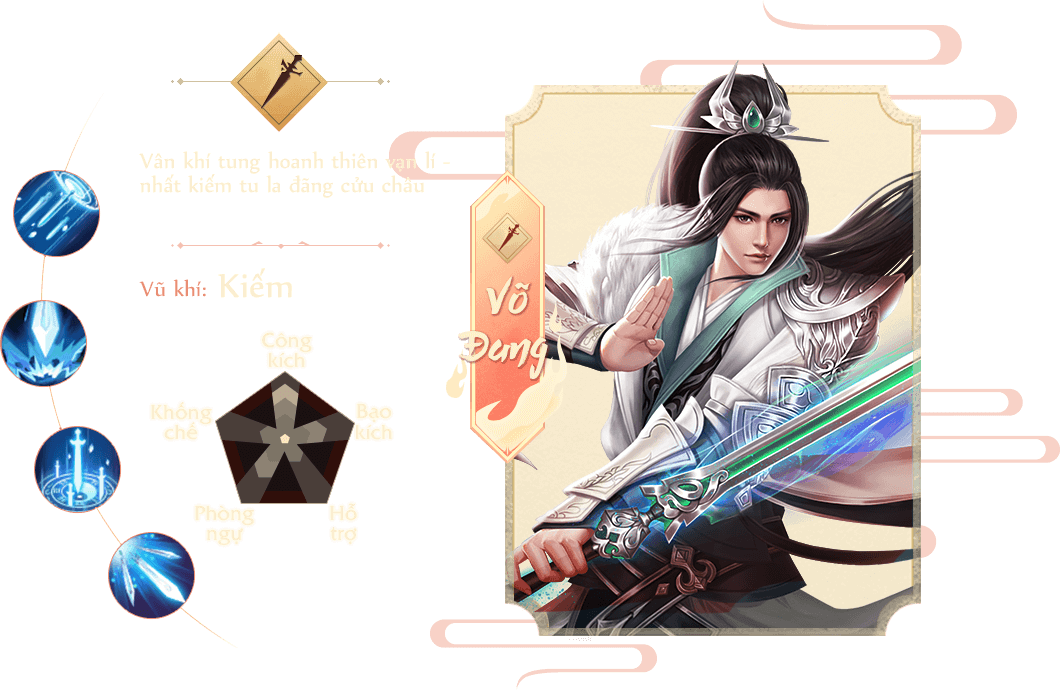 Vân khí tung hoanh thiên vạn lí -
nhất kiếm tu la đãng cửu châu
Vũ khí: Kiếm
Công
kích
Khống
chế
Bạo
kích
Phòng
ngự
Hỗ
trợ
Võ
Đang